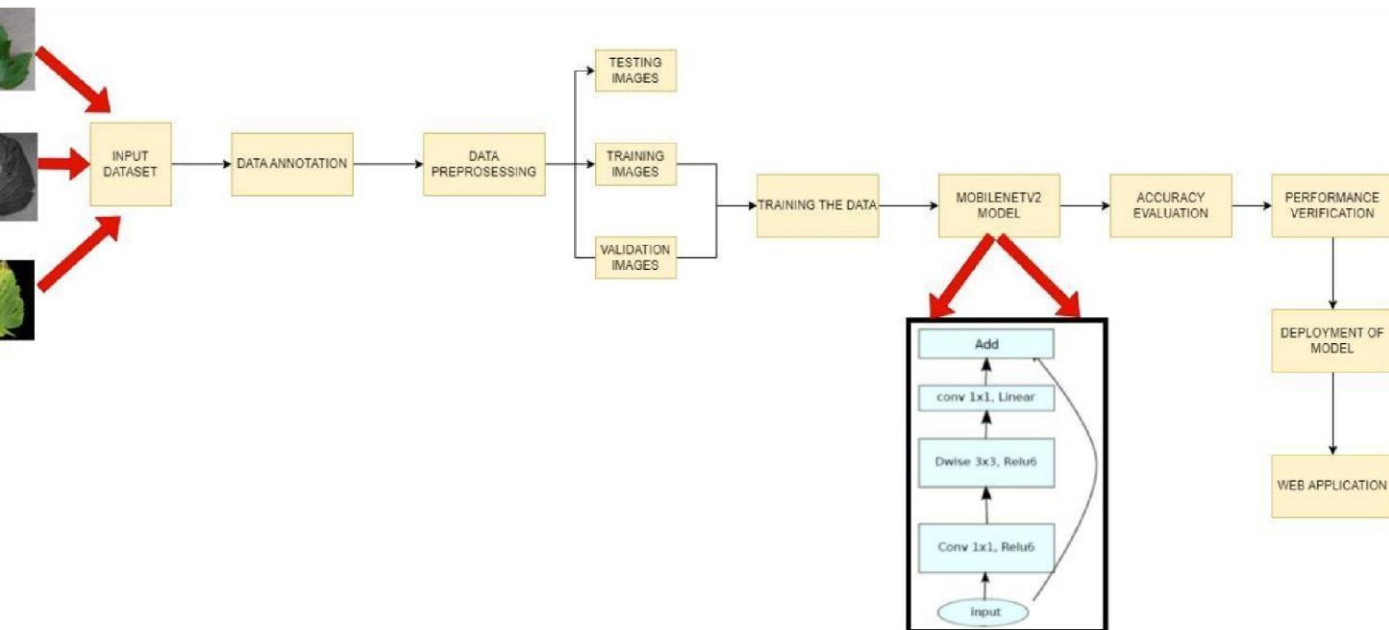 INPUT
DATASET
DATA ANNOTATION
DATA
PREPROSESSING
TESTING
IMAGES
TRAINING
IMAGES
VALIDATION
IMAGES
TRAINING THE DATA
MOBILENETV2
MODEL
ACCURACY
EVALUATION
PERFORMANCE
VERIFICATION
DEPLOYMENT OF
MODEL
WEB APPLICATION
Add
conv 1x1, Linear
Dwise 3x3, Relu6
Conv 1x1, Relu6
input